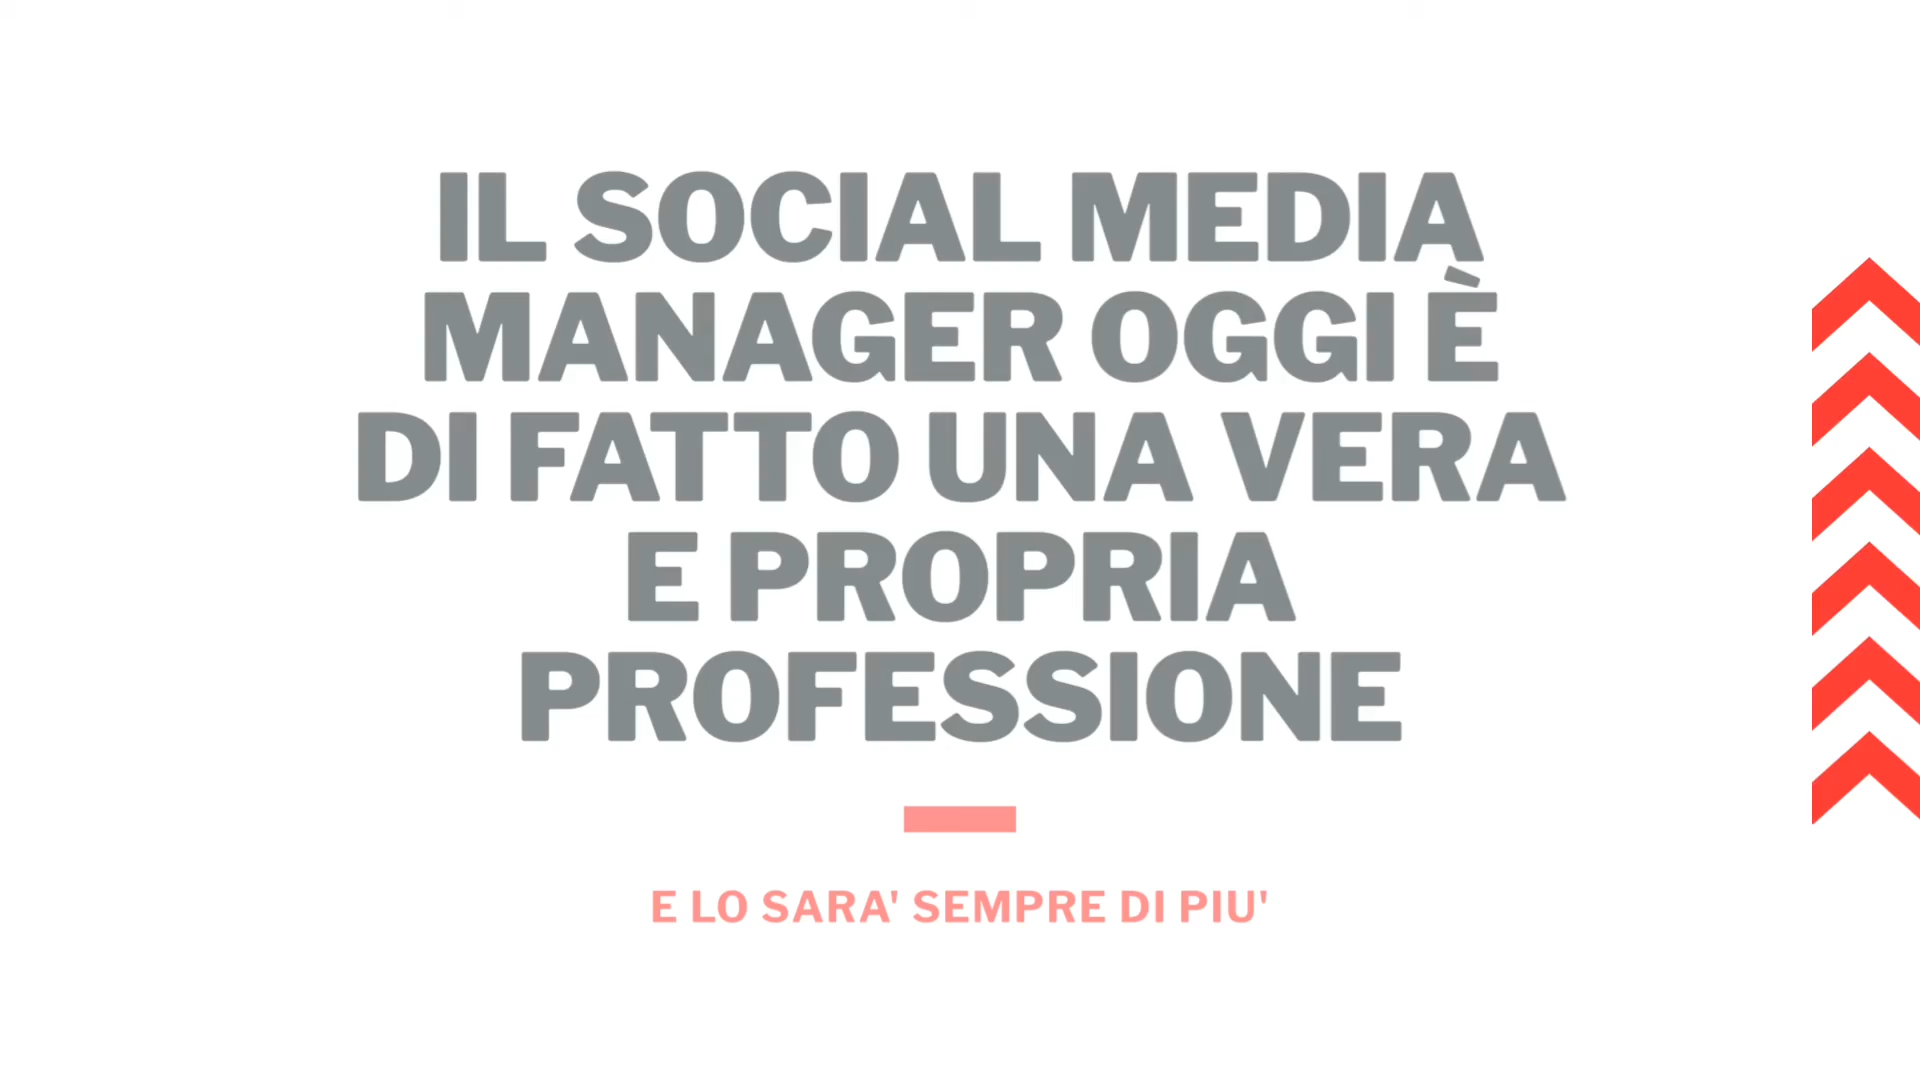 IL SOCIAL MEDIA
MANAGER OGGI È
DI FATTO UNA VERA
E PROPRIA
PROFESSIONE
E LO SARA' SEMPRE DI PIU'